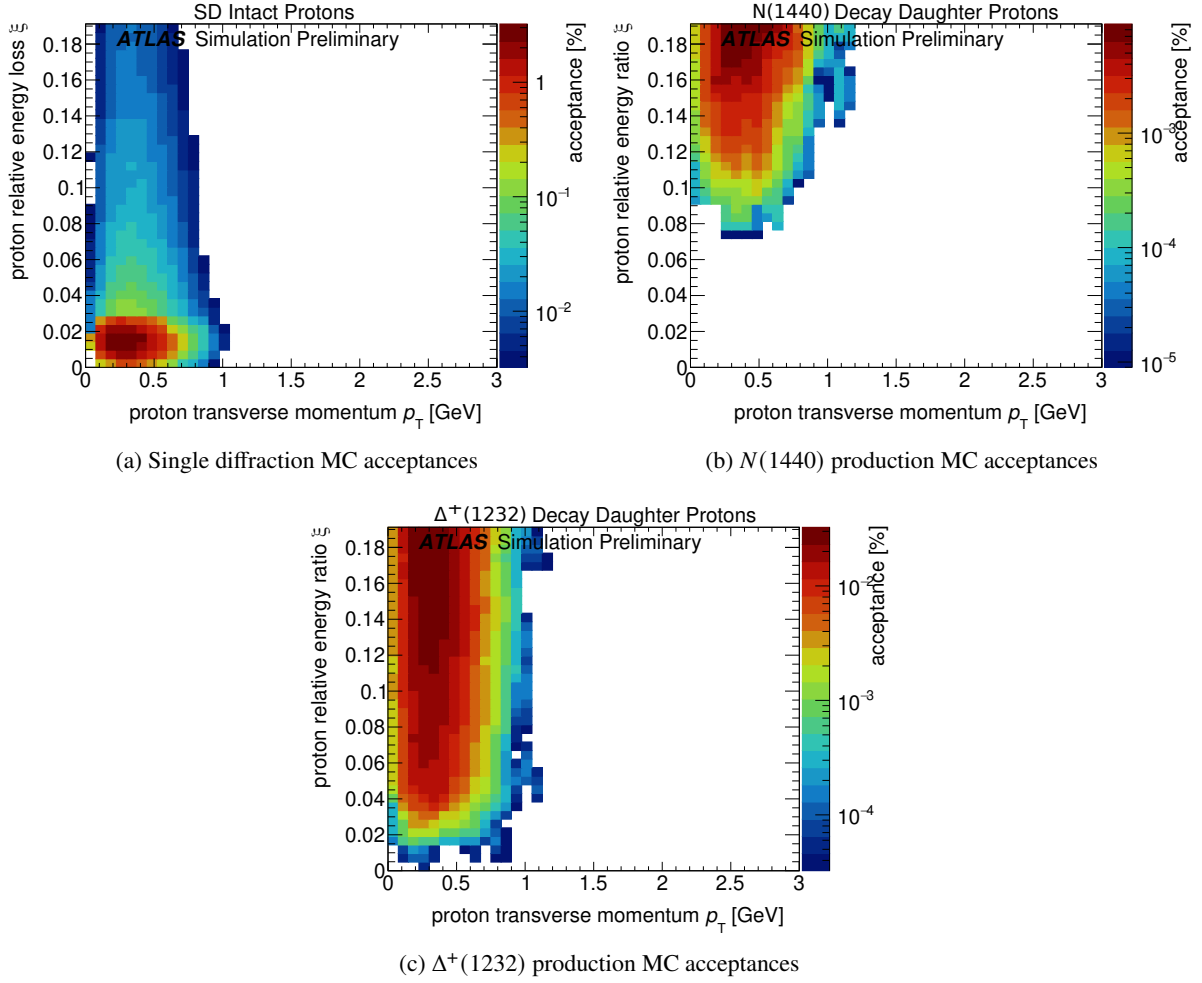 SD Intact Protons
ATLAS Simulation Preliminary
proton relative energy loss ξ
0.18
0.16
0.14
0.12
0.1
0.08
0.06
0.04
0.02
0
0 0.5 1 1.5 2 2.5 3
proton transverse momentum pT [GeV]
acceptance [%]
1
10⁻¹
10⁻²
(a) Single diffraction MC acceptances
N(1440) Decay Daughter Protons
ATLAS Simulation Preliminary
proton relative energy ratio ξ
0.18
0.16
0.14
0.12
0.1
0.08
0.06
0.04
0.02
0
0 0.5 1 1.5 2 2.5 3
proton transverse momentum pT [GeV]
acceptance [%]
10⁻³
10⁻⁴
10⁻⁵
(b) N(1440) production MC acceptances
Δ⁺(1232) Decay Daughter Protons
ATLAS Simulation Preliminary
proton relative energy ratio ξ
0.18
0.16
0.14
0.12
0.1
0.08
0.06
0.04
0.02
0
0 0.5 1 1.5 2 2.5 3
proton transverse momentum pT [GeV]
acceptance [%]
10⁻²
10⁻³
10⁻⁴
(c) Δ⁺(1232) production MC acceptances